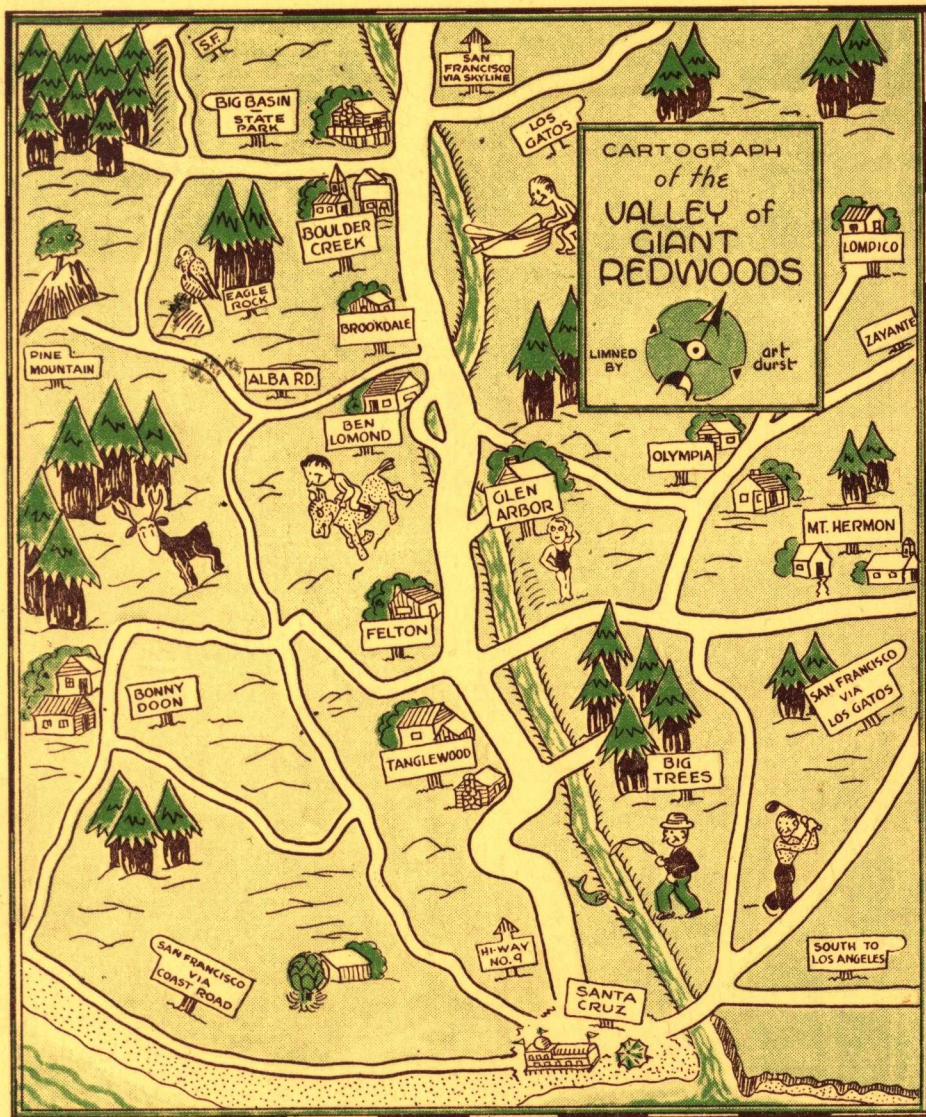 S.F.
SAN
FRANCISCO
VIA SKYLINE
BIG BASIN
STATE
PARK
LOS
GATOS
CARTOGRAPH
of the
VALLEY of
GIANT
REDWOODS
LIMNED
BY
art
durst
BOULDER
CREEK
LOMPICO
EAGLE
ROCK
BROOKDALE
ZAYANTE
PINE
MOUNTAIN
ALBA RD.
BEN
LOMOND
OLYMPIA
GLEN
ARBOR
MT. HERMON
FELTON
BONNY
DOON
SAN FRANCISCO
VIA
LOS GATOS
TANGLEWOOD
BIG
TREES
SAN FRANCISCO
VIA
COAST ROAD
HI-WAY
NO. 9
SOUTH TO
LOS ANGELES
SANTA
CRUZ